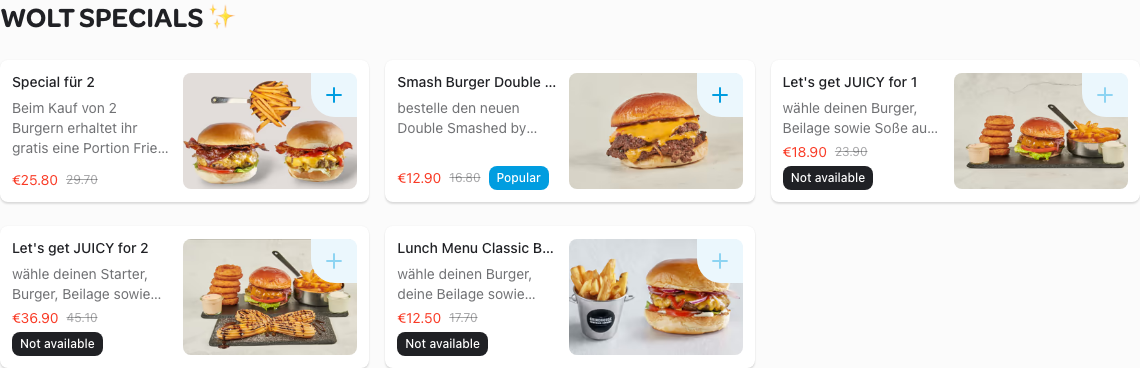 WOLT SPECIALS ✨
Special für 2
Beim Kauf von 2
Burgern erhaltet ihr
gratis eine Portion Frie...
€25.80 29.70
Smash Burger Double ...
bestelle den neuen
Double Smashed by...
€12.90 16.80 Popular
Let's get JUICY for 1
wähle deinen Burger,
Beilage sowie Soße au...
€18.90 23.90
Not available
Let's get JUICY for 2
wähle deinen Starter,
Burger, Beilage sowie...
€36.90 45.10
Not available
Lunch Menu Classic B...
wähle deinen Burger,
deine Beilage sowie...
€12.50 17.70
Not available